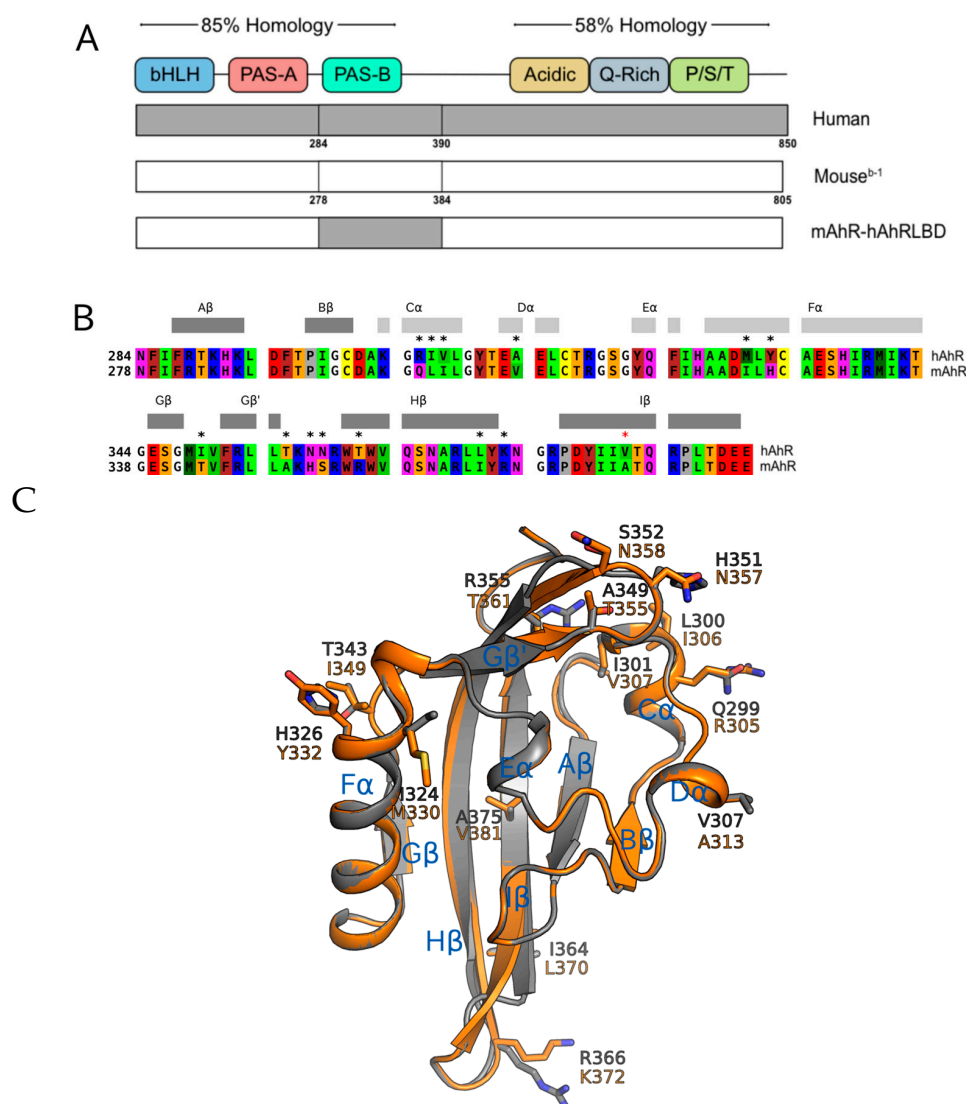 A
85% Homology
58% Homology
bHLH PAS-A PAS-B Acidic Q-Rich P/S/T
Human
284 390 850
Mouseᵇ⁻¹
278 384 805
mAhR-hAhRLBD
B
Aβ Bβ Cα Dα Eα Fα
* * * * * *
284 NFIFRTKHKL DFTPIGCDAK GRIVLGYTEA ELCTRGSGYQ FIHAADMLYC AESHIRMIKT hAhR
278 NFIFRTKHKL DFTPIGCDAK GQLILGYTEV ELCTRGSGYQ FIHAADILHC AESHIRMIKT mAhR
Gβ Gβ' Hβ Iβ
* * * * * * * *
344 GESGMIVFRL LTKNNRWTWV QSNARLLYKN GRPDYIIVTQ RPLTDEE hAhR
338 GESGMTVFRL LAKHSRWRWV QSNARLIYRN GRPDYIIATQ RPLTDEE mAhR
C
S352
N358
H351
N357
R355
T361
A349
T355
L300
I306
T343
I349
Gβ'
I301
V307
Cα
Q299
R305
H326
Y332
Fα
Eα
Aβ
Dα
I324
M330
A375
V381
V307
A313
Gβ
Bβ
Iβ
Hβ
I364
L370
R366
K372